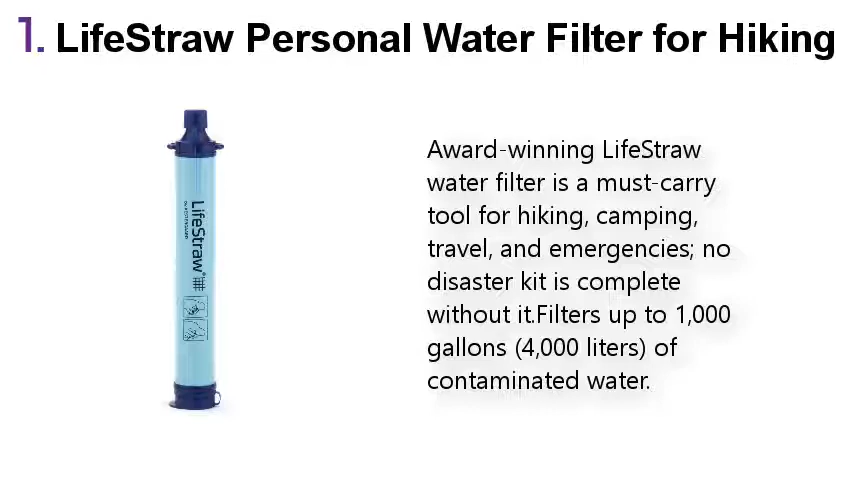 1. LifeStraw Personal Water Filter for Hiking
Award-winning LifeStraw
water filter is a must-carry
tool for hiking, camping,
travel, and emergencies; no
disaster kit is complete
without it.Filters up to 1,000
gallons (4,000 liters) of
contaminated water.
LifeStraw®